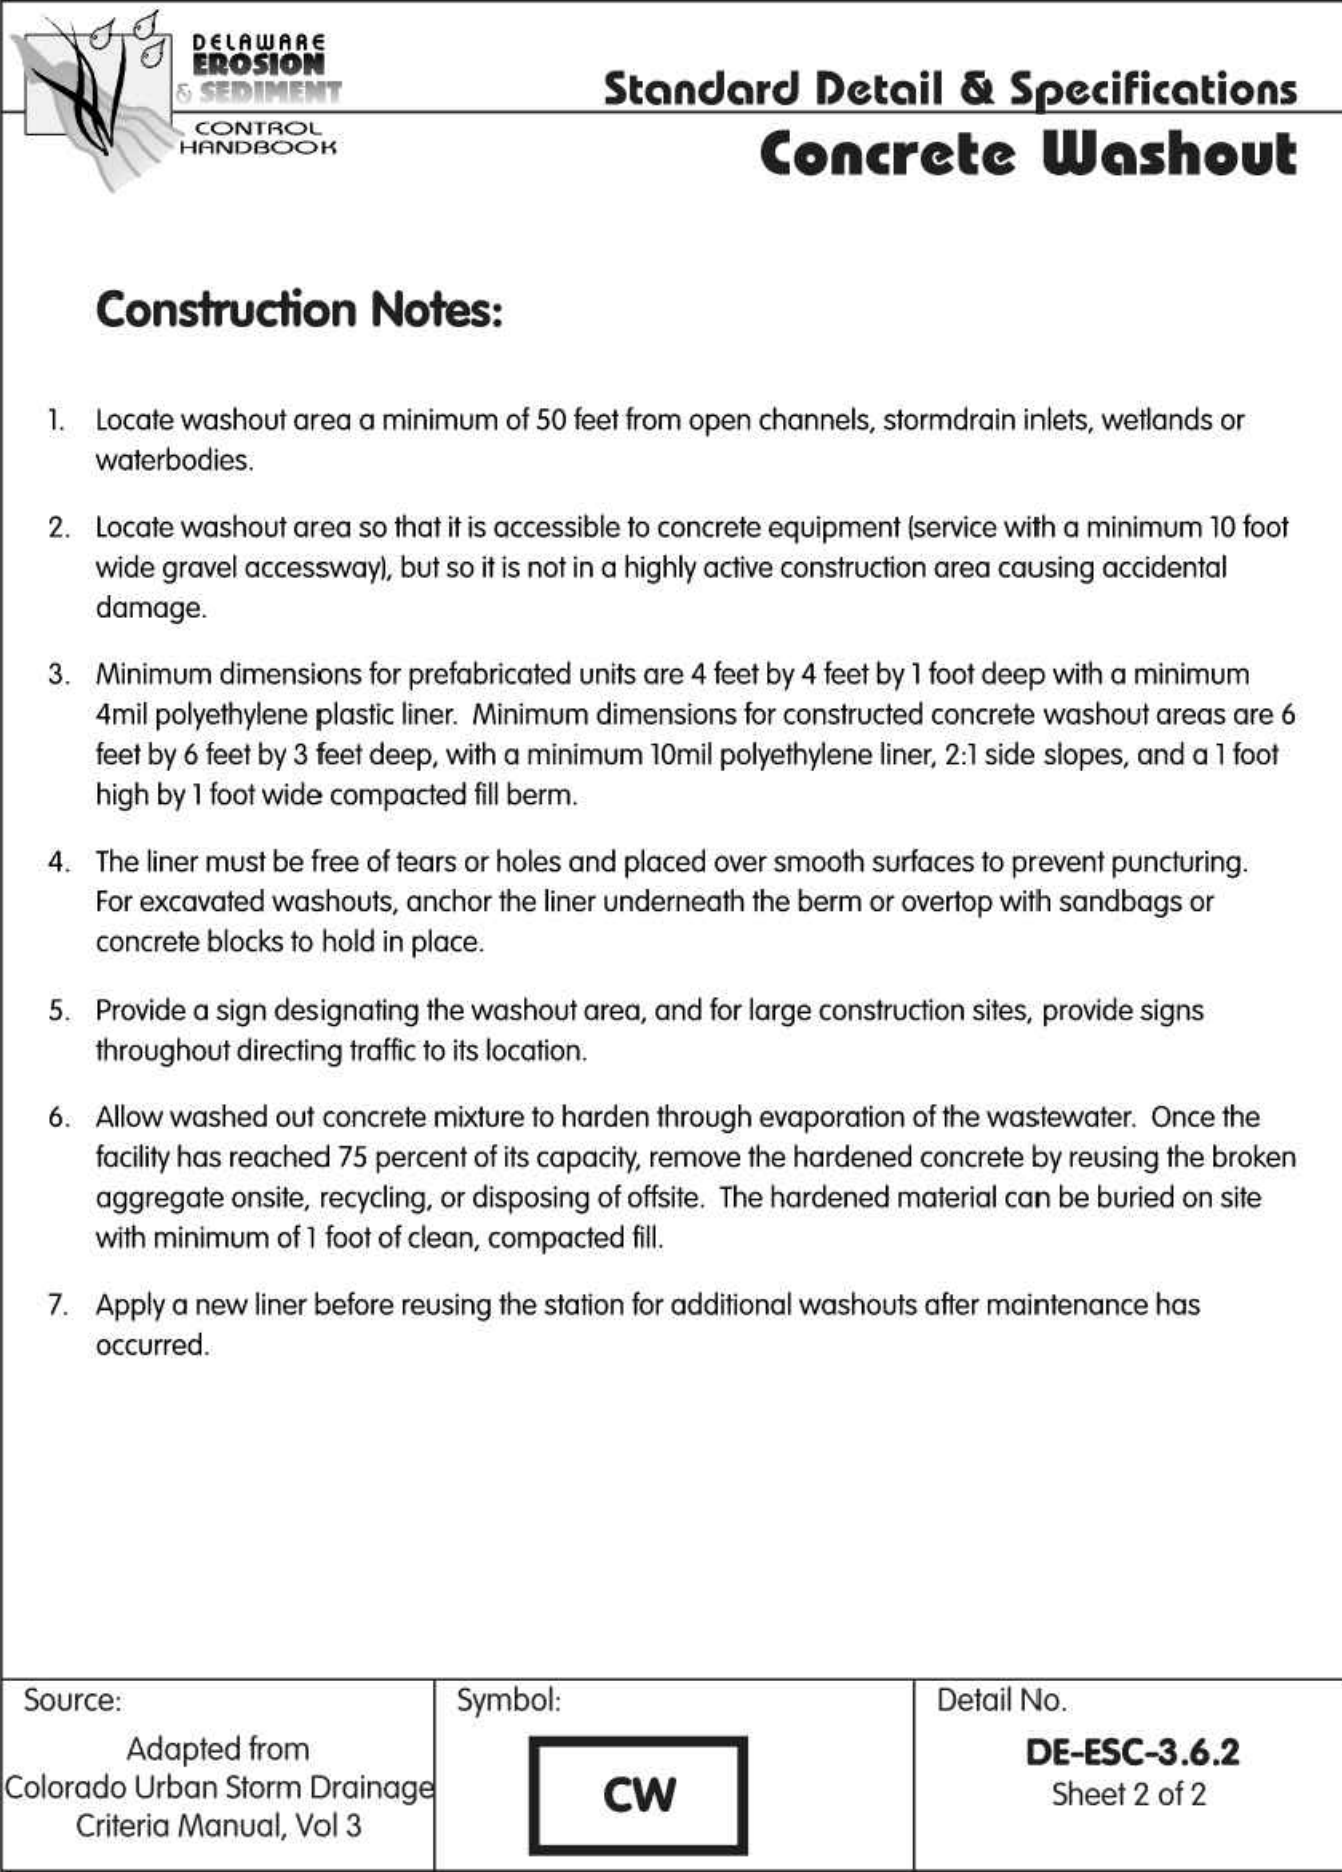 DELAWARE
EROSION
& SEDIMENT
CONTROL
HANDBOOK
Standard Detail & Specifications
Concrete Washout
Construction Notes:
1. Locate washout area a minimum of 50 feet from open channels, stormdrain inlets, wetlands or
waterbodies.
2. Locate washout area so that it is accessible to concrete equipment (service with a minimum 10 foot
wide gravel accessway), but so it is not in a highly active construction area causing accidental
damage.
3. Minimum dimensions for prefabricated units are 4 feet by 4 feet by 1 foot deep with a minimum
4mil polyethylene plastic liner. Minimum dimensions for constructed concrete washout areas are 6
feet by 6 feet by 3 feet deep, with a minimum 10mil polyethylene liner, 2:1 side slopes, and a 1 foot
high by 1 foot wide compacted fill berm.
4. The liner must be free of tears or holes and placed over smooth surfaces to prevent puncturing.
For excavated washouts, anchor the liner underneath the berm or overtop with sandbags or
concrete blocks to hold in place.
5. Provide a sign designating the washout area, and for large construction sites, provide signs
throughout directing traffic to its location.
6. Allow washed out concrete mixture to harden through evaporation of the wastewater. Once the
facility has reached 75 percent of its capacity, remove the hardened concrete by reusing the broken
aggregate onsite, recycling, or disposing of offsite. The hardened material can be buried on site
with minimum of 1 foot of clean, compacted fill.
7. Apply a new liner before reusing the station for additional washouts after maintenance has
occurred.
Source:
Adapted from
Colorado Urban Storm Drainage
Criteria Manual, Vol 3
Symbol:
CW
Detail No.
DE-ESC-3.6.2
Sheet 2 of 2